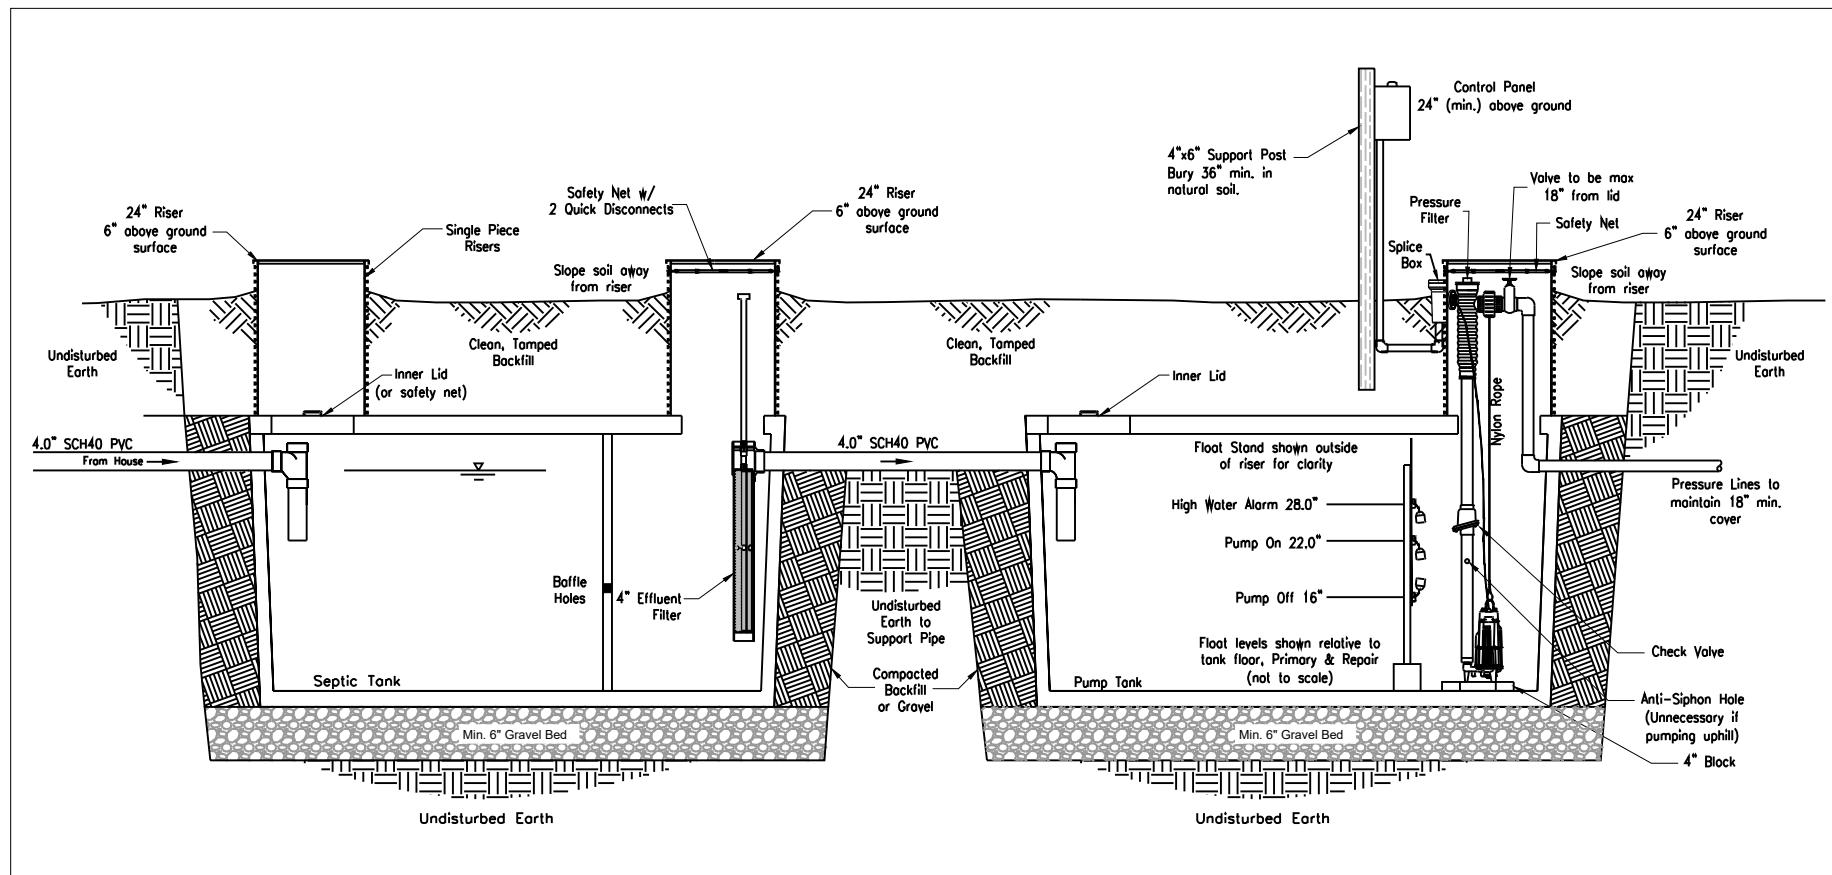 Control Panel
24" (min.) above ground
4"x6" Support Post
Bury 36" min. in
natural soil.
Valve to be max
18" from lid
Pressure
Filter
Safety Net
24" Riser
6" above ground
surface
Splice
Box
Slope soil away
from riser
24" Riser
6" above ground
surface
Single Piece
Risers
Safety Net w/
2 Quick Disconnects
24" Riser
6" above ground
surface
Slope soil away
from riser
Undisturbed
Earth
Clean, Tamped
Backfill
Clean, Tamped
Backfill
Undisturbed
Earth
Inner Lid
(or safety net)
Inner Lid
Nylon Rope
4.0" SCH40 PVC
From House
4.0" SCH40 PVC
Float Stand shown outside
of riser for clarity
High Water Alarm 28.0"
Pump On 22.0"
Pump Off 16"
Float levels shown relative to
tank floor, Primary & Repair
(not to scale)
Pressure Lines to
maintain 18" min.
cover
Baffle
Holes
4" Effluent
Filter
Undisturbed
Earth to
Support Pipe
Compacted
Backfill
or Gravel
Septic Tank
Pump Tank
Check Valve
Anti-Siphon Hole
(Unnecessary if
pumping uphill)
4" Block
Min. 6" Gravel Bed
Min. 6" Gravel Bed
Undisturbed Earth
Undisturbed Earth